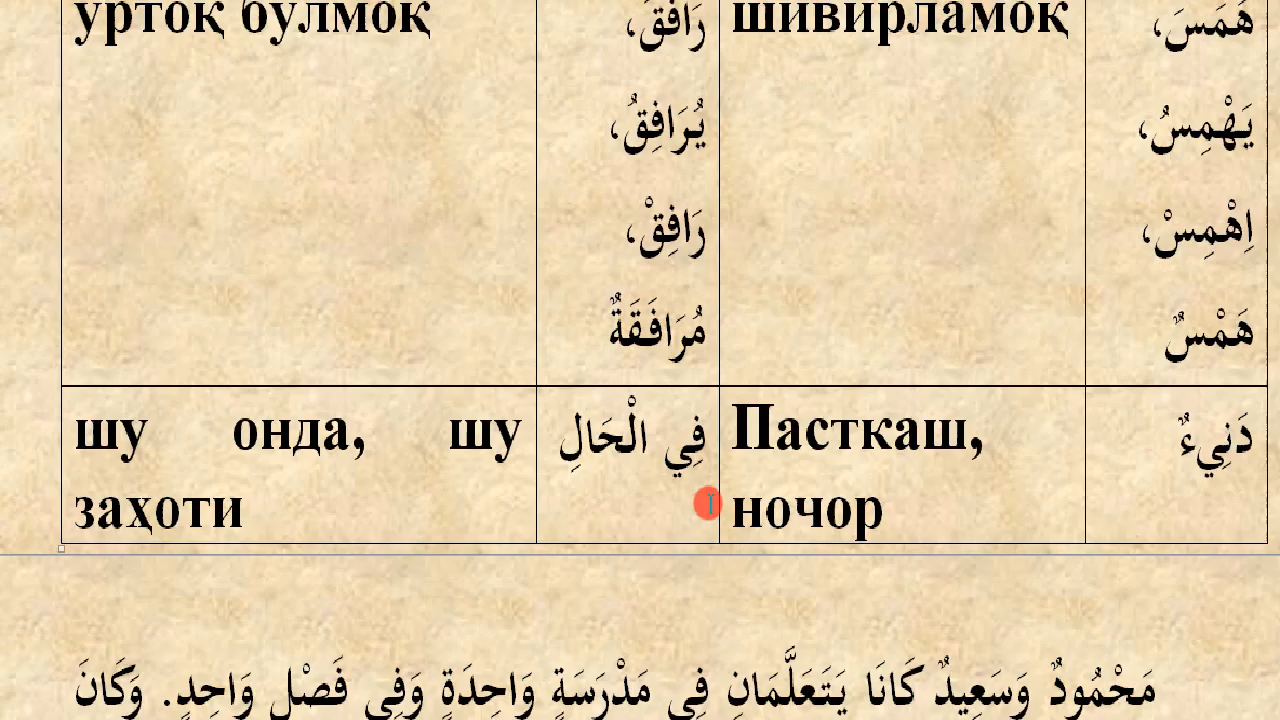 ўртоқ бўлмоқ رَافَقَ، шивирламоқ هَمَسَ،
يُرَافِقُ، يَهْمِسُ،
رَافِقْ، اِهْمِسْ،
مُرَافَقَةٌ هَمْسٌ
шу онда, шу فِي الْحَالِ Пасткаш, دَنِيءٌ
заҳоти ночор
مَحْمُودٌ وَسَعِيدٌ كَانَا يَتَعَلَّمَانِ فِي مَدْرَسَةٍ وَاحِدَةٍ وَفِي فَصْلٍ وَاحِدٍ. وَكَانَ